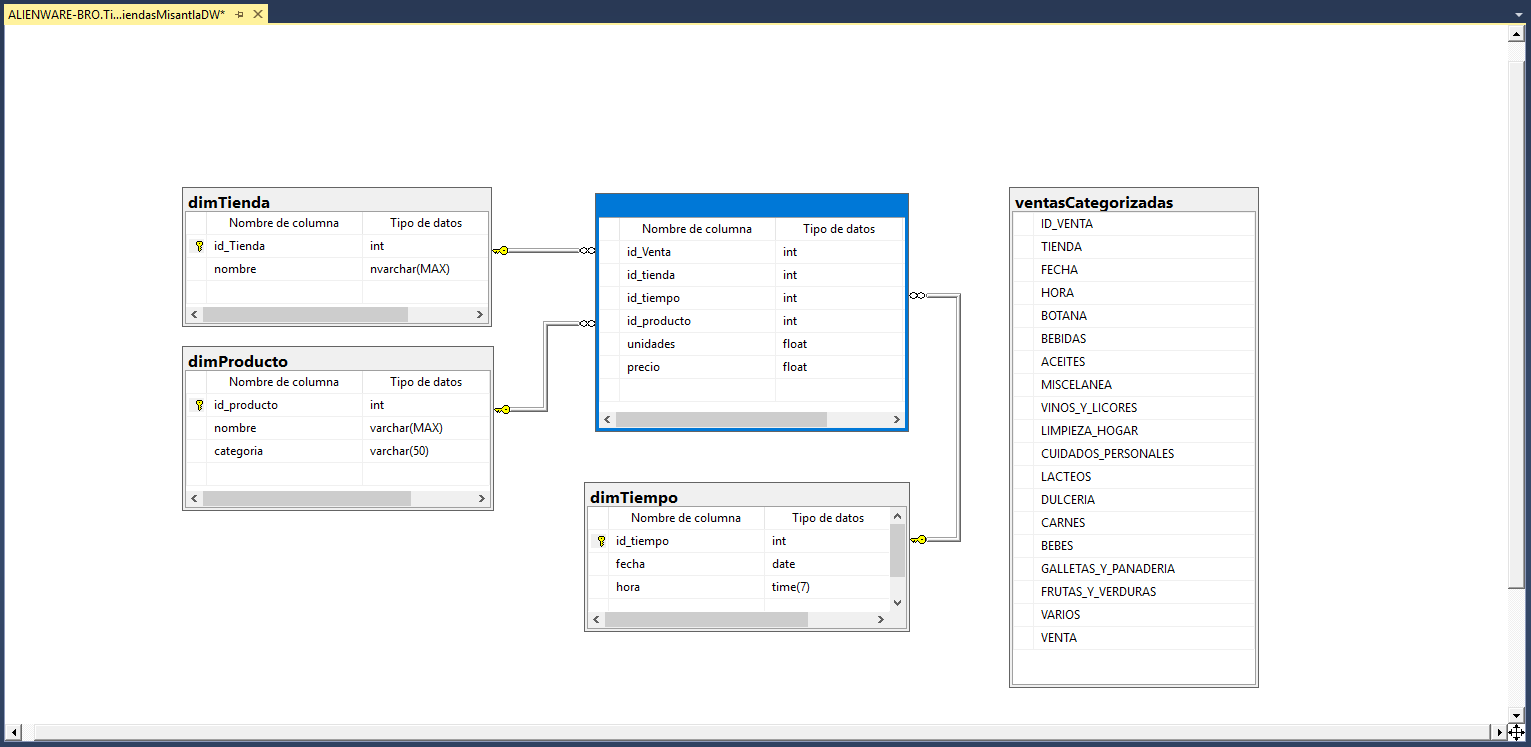 ALIENWARE-BRO.Ti...iendasMisantlaDW*
dimTienda
Nombre de columna Tipo de datos
id_Tienda int
nombre nvarchar(MAX)
dimProducto
Nombre de columna Tipo de datos
id_producto int
nombre varchar(MAX)
categoria varchar(50)
Nombre de columna Tipo de datos
id_Venta int
id_tienda int
id_tiempo int
id_producto int
unidades float
precio float
dimTiempo
Nombre de columna Tipo de datos
id_tiempo int
fecha date
hora time(7)
ventasCategorizadas
ID_VENTA
TIENDA
FECHA
HORA
BOTANA
BEBIDAS
ACEITES
MISCELANEA
VINOS_Y_LICORES
LIMPIEZA_HOGAR
CUIDADOS_PERSONALES
LACTEOS
DULCERIA
CARNES
BEBES
GALLETAS_Y_PANADERIA
FRUTAS_Y_VERDURAS
VARIOS
VENTA